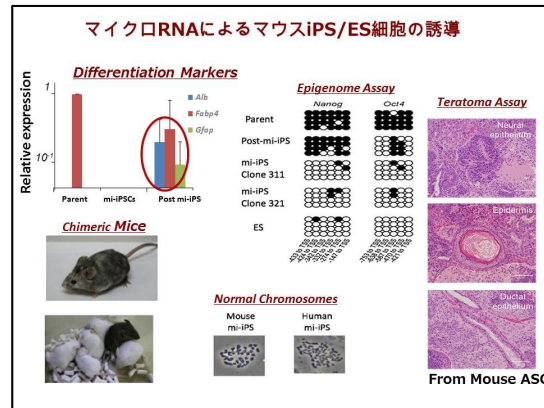 マイクロRNAによるマウスiPS/ES細胞の誘導
Differentiation Markers
Relative expression
1
10-1
Alb
Fabp4
Gfap
Parent mi-iPSCs Post mi-iPS
Epigenome Assay
Nanog Oct4
Parent
Post-mi-iPS
mi-iPS
Clone 311
mi-iPS
Clone 321
ES
Teratoma Assay
Neural
epithelium
Epidermis
Ductal
epithelium
From Mouse ASC
Chimeric Mice
Normal Chromosomes
Mouse
mi-iPS
Human
mi-iPS